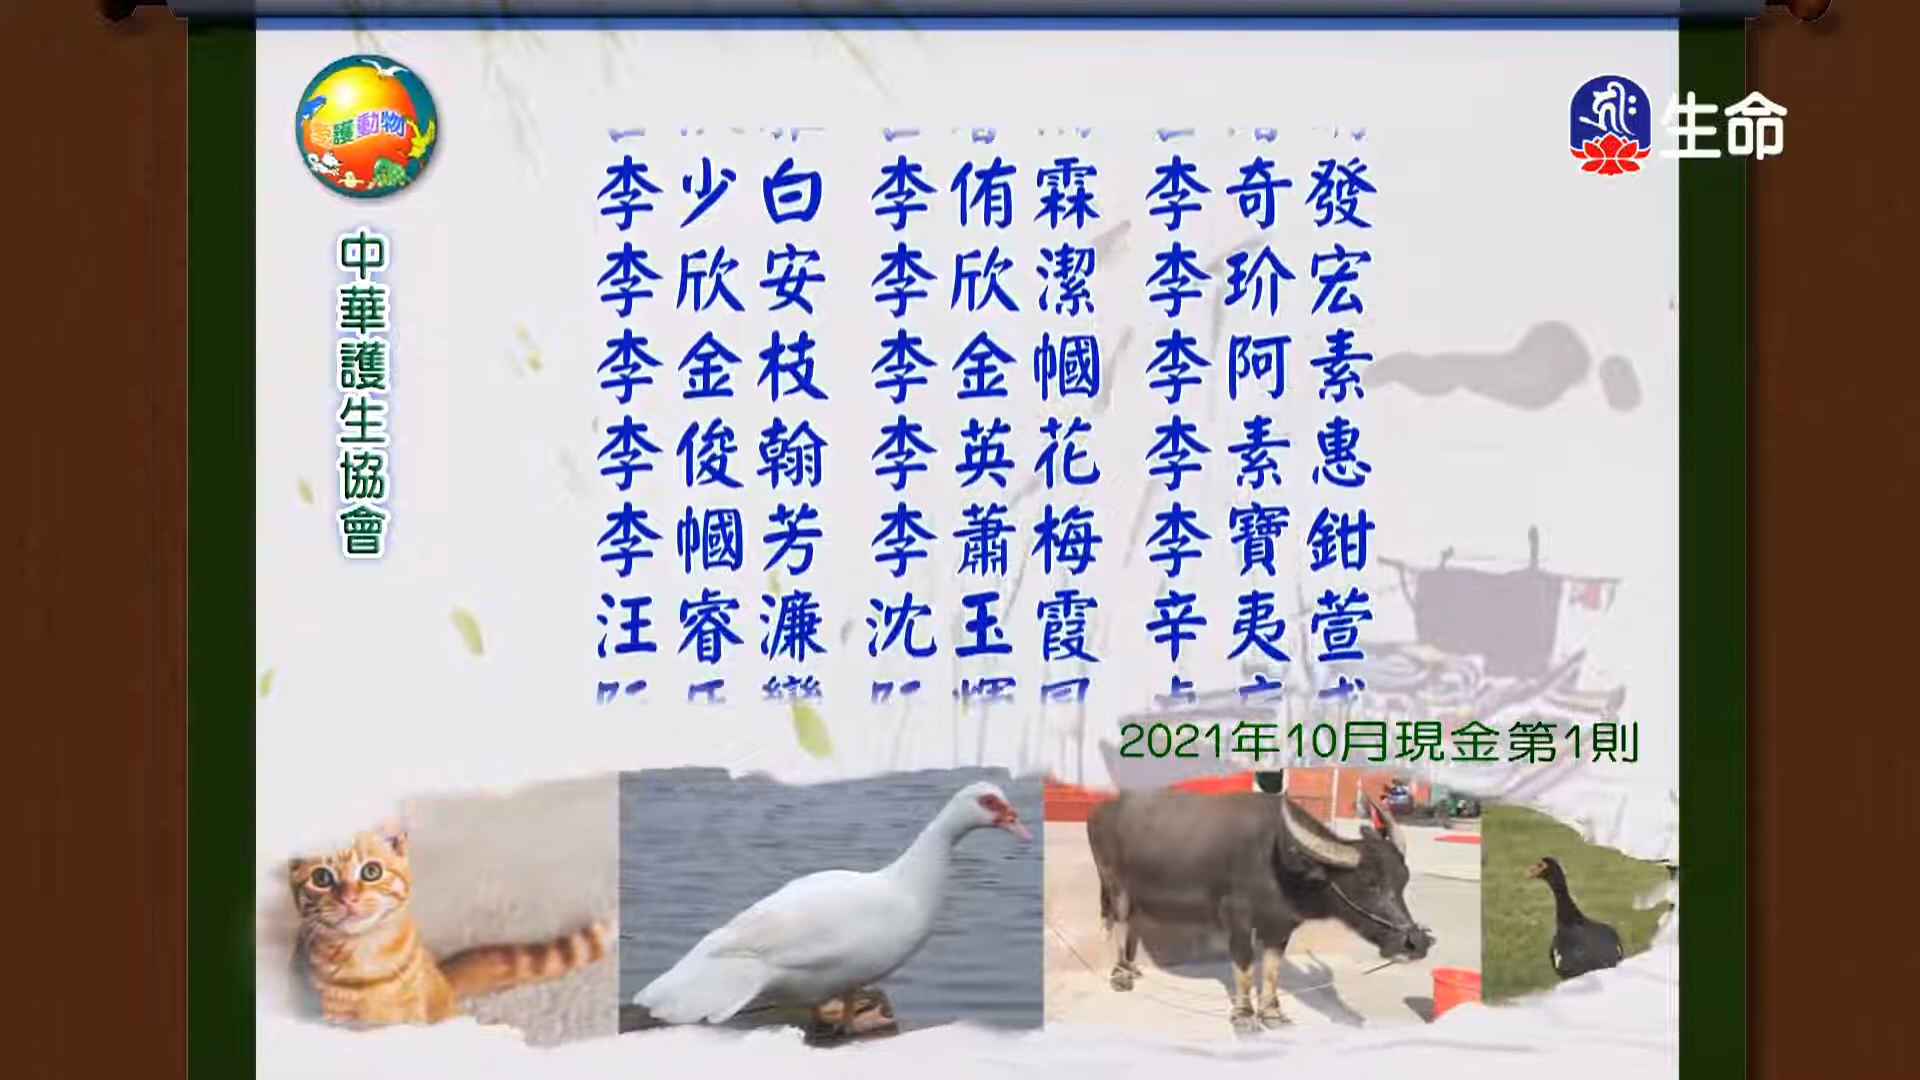 護動物
生命
中華護生協會
李少白 李侑霖 李奇發
李欣安 李欣潔 李玠宏
李金枝 李金幗 李阿素
李俊翰 李英花 李素惠
李幗芳 李蕭梅 李寶鉗
汪睿濂 沈玉霞 辛夷萱
2021年10月現金第1則